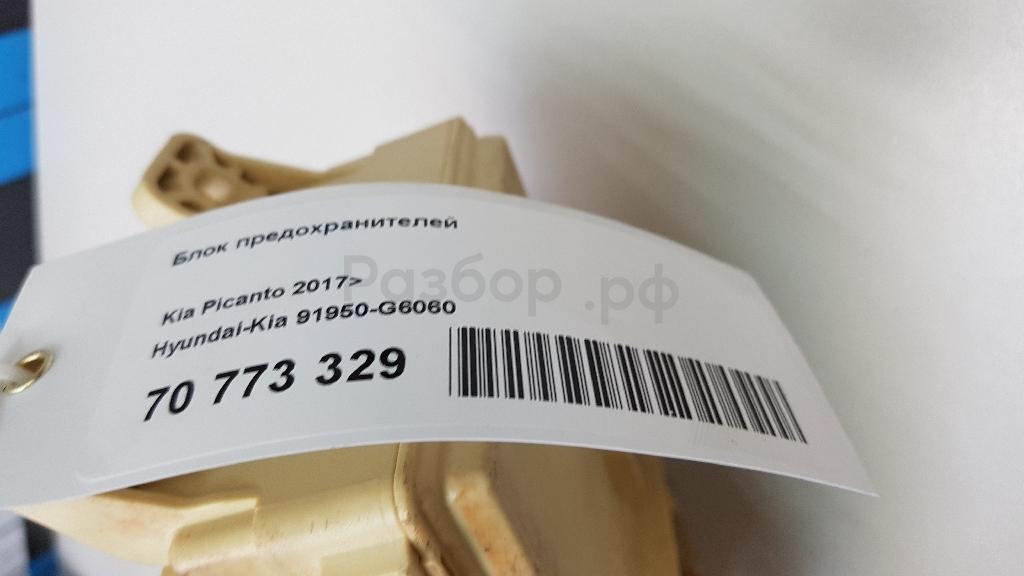 Блок предохранителей
Разбор.рф
Kia Picanto 2017>
Hyundai-Kia 91950-G6060
70 773 329